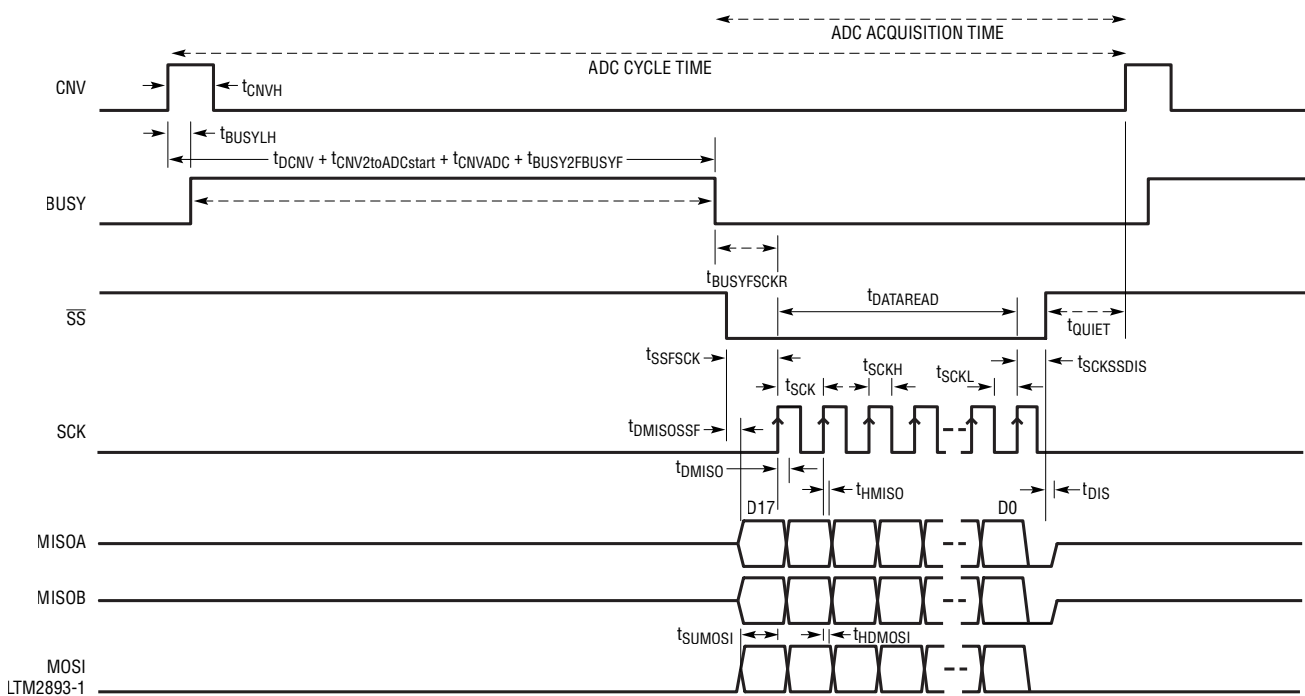 ADC ACQUISITION TIME
ADC CYCLE TIME
CNV
tCNVH
tBUSYLH
tDCNV + tCNV2toADCstart + tCNVADC + tBUSY2FBUSYF
BUSY
tBUSYFSCKR
tDATAREAD
SS
tQUIET
tSSFSCK
tSCKSSDIS
tSCK
tSCKH
tSCKL
SCK
tDMISOSSF
tDMISO
tHMISO
tDIS
D17
D0
MISOA
MISOB
tSUMOSI
tHDMOSI
MOSI
LTM2893-1